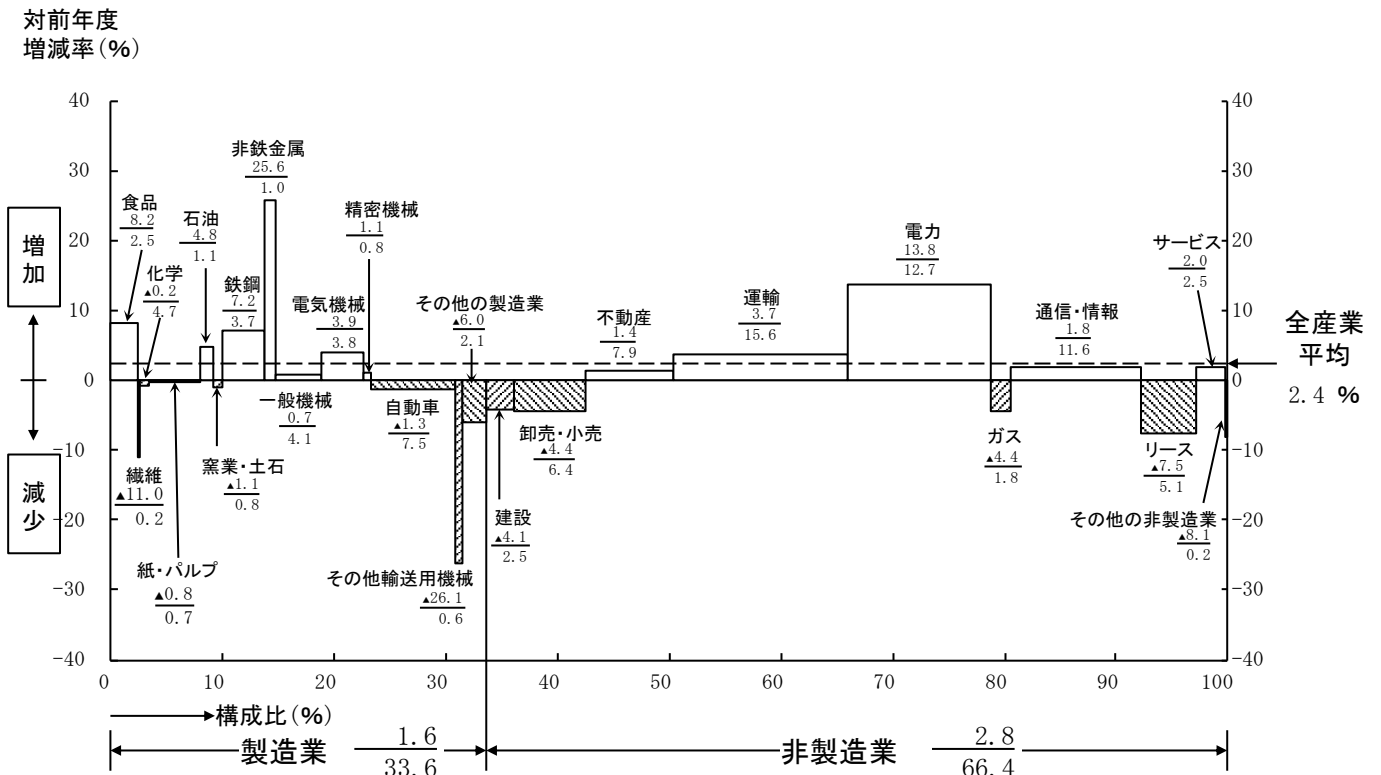 対前年度
増減率(%)
40
30
20
10
0
−10
−20
−30
−40
増加
減少
食品
8.2
2.5
化学
▲0.2
4.7
石油
4.8
1.1
鉄鋼
7.2
3.7
非鉄金属
25.6
1.0
電気機械
3.9
3.8
精密機械
1.1
0.8
その他の製造業
▲6.0
2.1
不動産
1.4
7.9
運輸
3.7
15.6
電力
13.8
12.7
通信・情報
1.8
11.6
サービス
2.0
2.5
繊維
▲11.0
0.2
紙・パルプ
▲0.8
0.7
窯業・土石
▲1.1
0.8
一般機械
0.7
4.1
自動車
▲1.3
7.5
その他輸送用機械
▲26.1
0.6
建設
▲4.1
2.5
卸売・小売
▲4.4
6.4
ガス
▲4.4
1.8
リース
▲7.5
5.1
その他の非製造業
▲8.1
0.2
40
30
20
10
0
−10
−20
−30
−40
全産業
平均
2.4 %
0 10 20 30 40 50 60 70 80 90 100
構成比(%)
製造業 1.6
33.6
非製造業 2.8
66.4